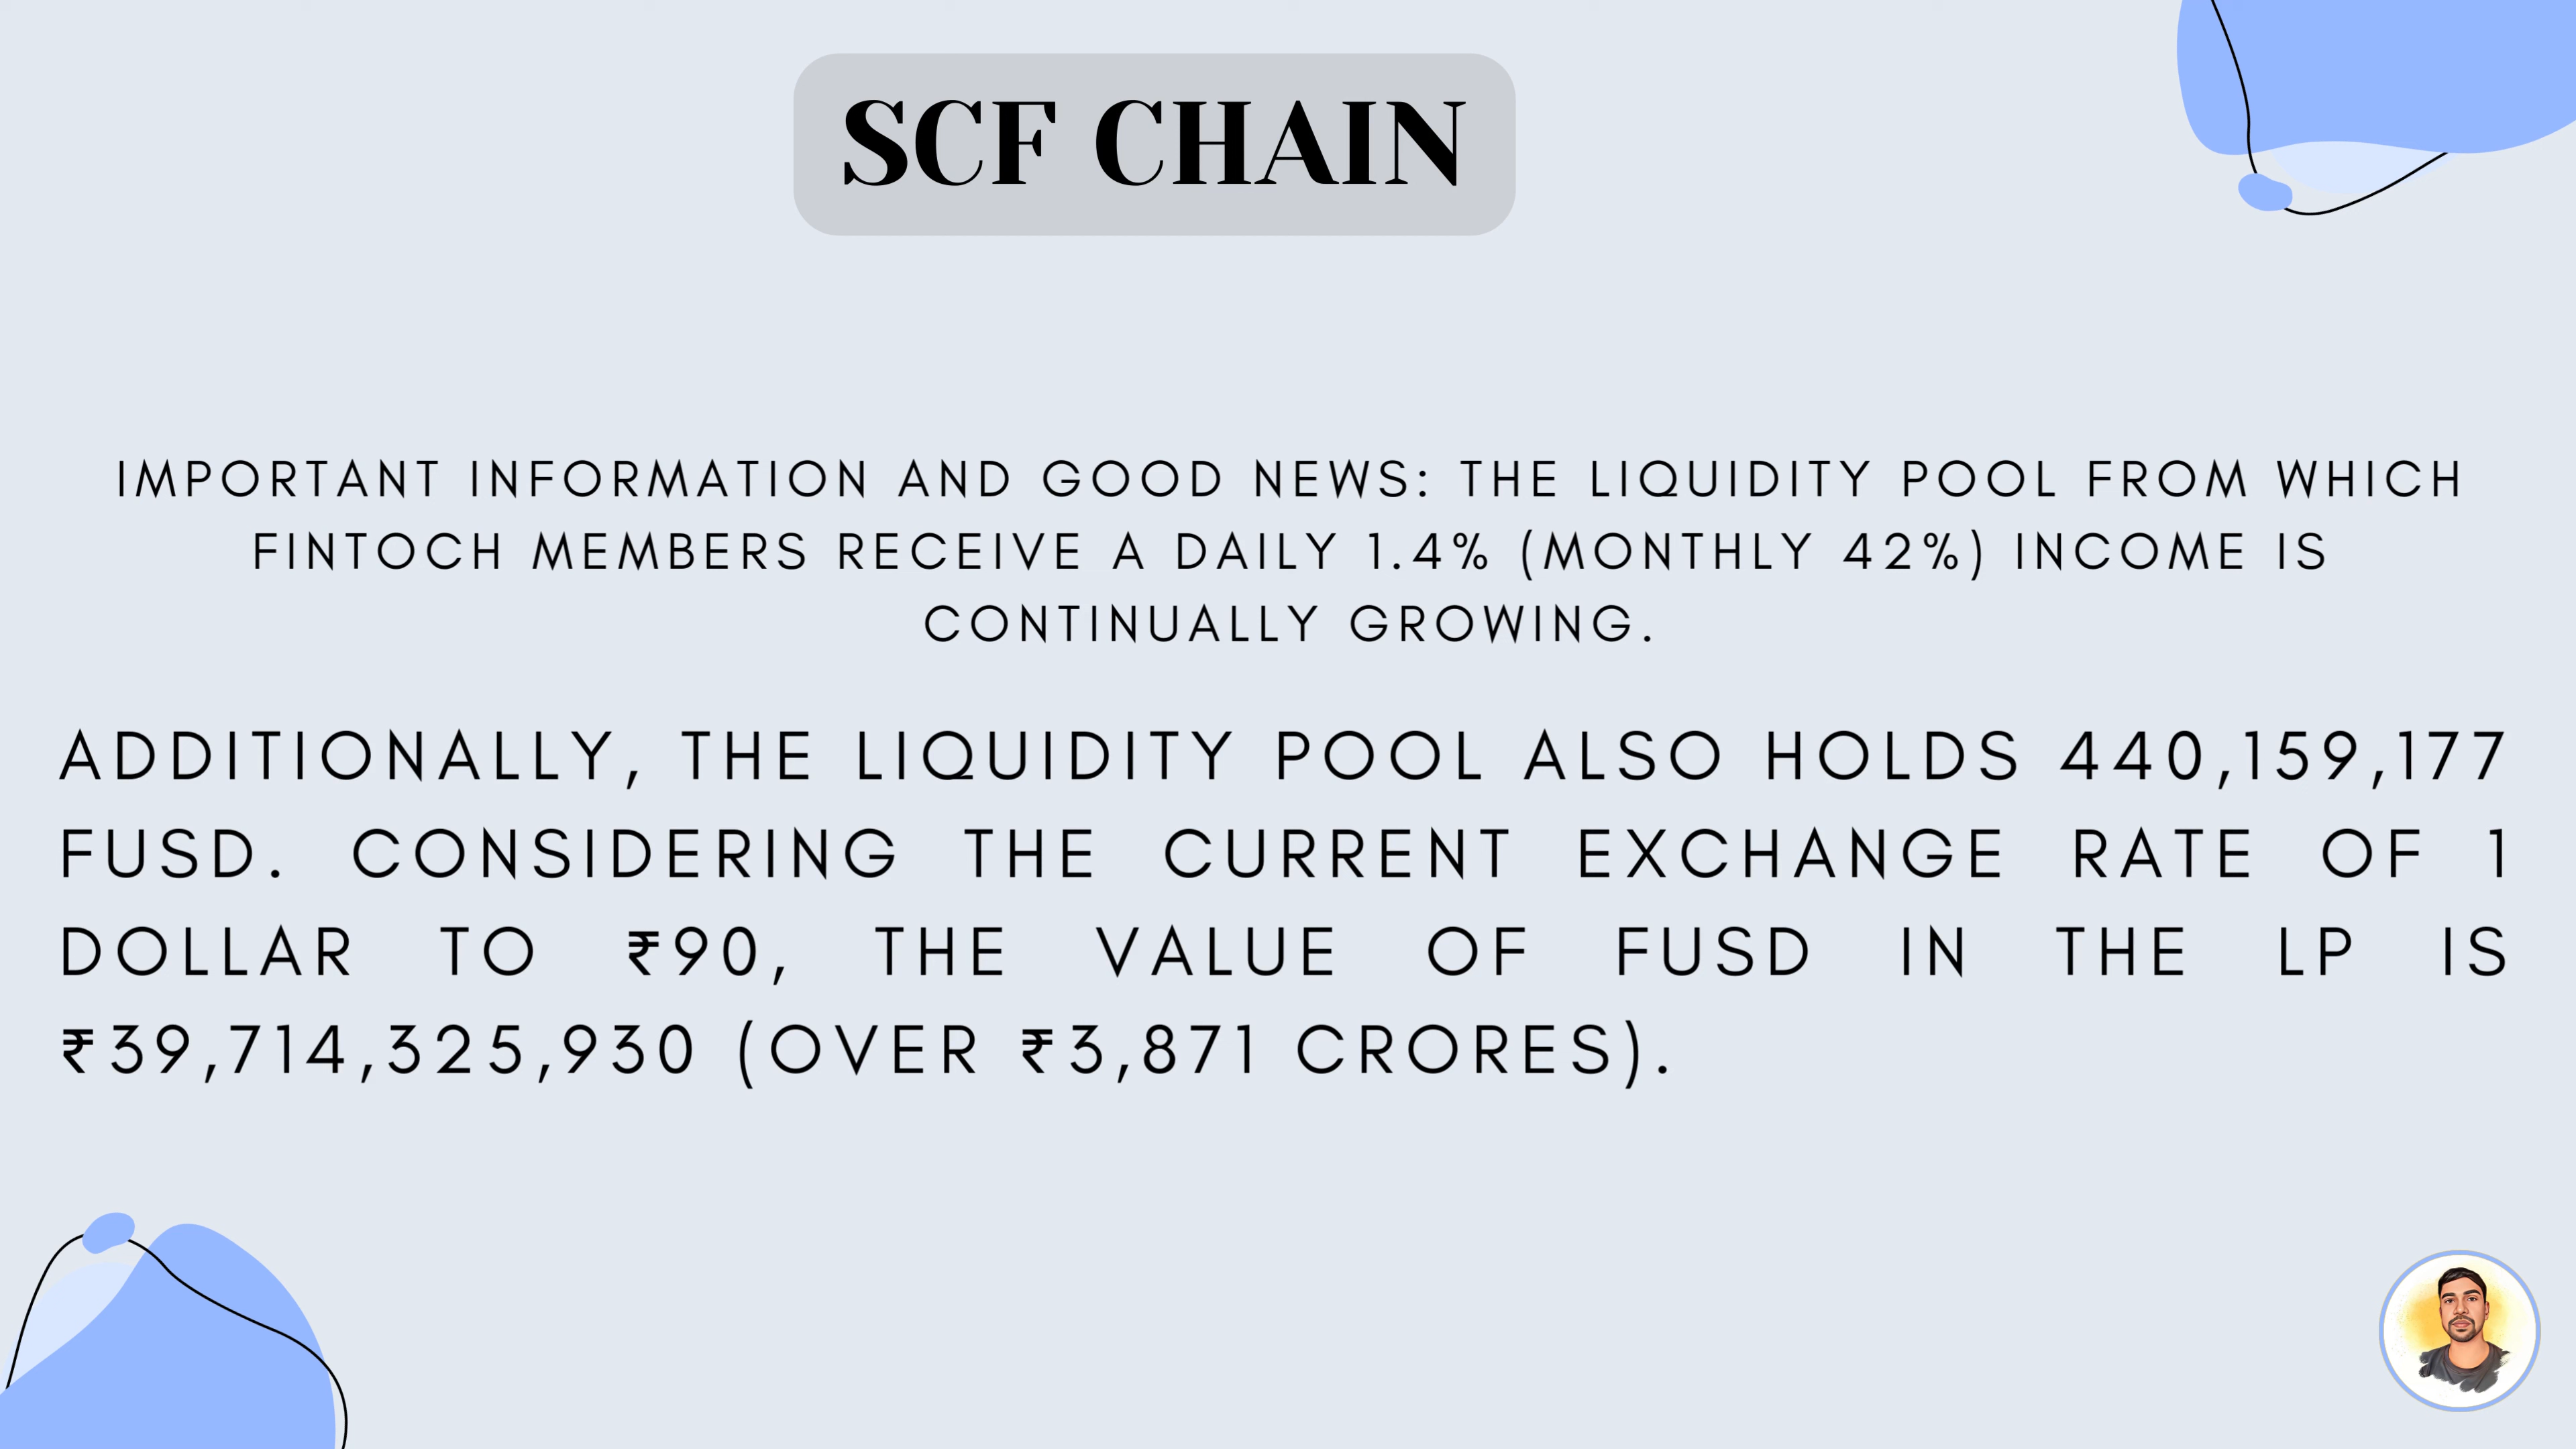 SCF CHAIN
IMPORTANT INFORMATION AND GOOD NEWS: THE LIQUIDITY POOL FROM WHICH
FINTOCH MEMBERS RECEIVE A DAILY 1.4% (MONTHLY 42%) INCOME IS
CONTINUALLY GROWING.
ADDITIONALLY, THE LIQUIDITY POOL ALSO HOLDS 440,159,177
FUSD. CONSIDERING THE CURRENT EXCHANGE RATE OF 1
DOLLAR TO ₹90, THE VALUE OF FUSD IN THE LP IS
₹39,714,325,930 (OVER ₹3,871 CRORES).